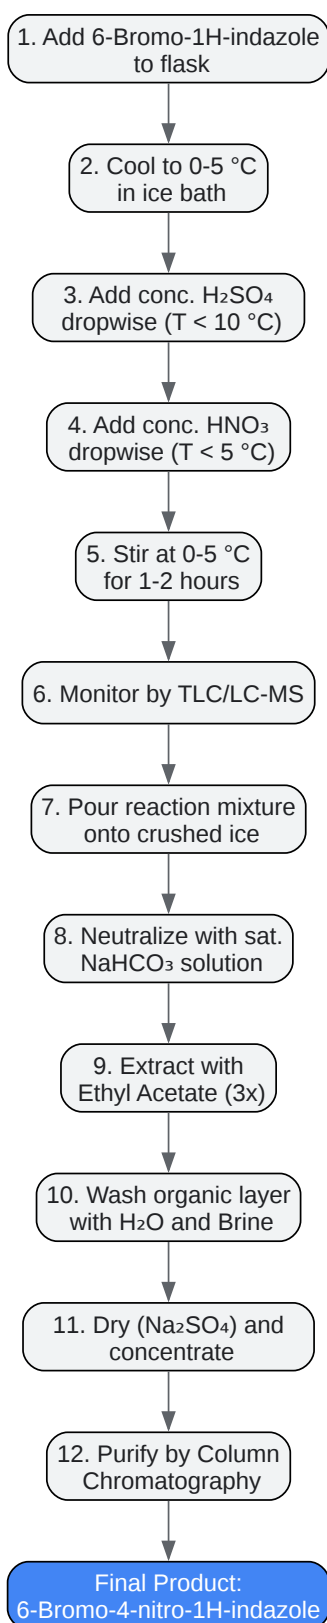 1. Add 6-Bromo-1H-indazole
to flask
2. Cool to 0-5 °C
in ice bath
3. Add conc. H₂SO₄
dropwise (T < 10 °C)
4. Add conc. HNO₃
dropwise (T < 5 °C)
5. Stir at 0-5 °C
for 1-2 hours
6. Monitor by TLC/LC-MS
7. Pour reaction mixture
onto crushed ice
8. Neutralize with sat.
NaHCO₃ solution
9. Extract with
Ethyl Acetate (3x)
10. Wash organic layer
with H₂O and Brine
11. Dry (Na₂SO₄) and
concentrate
12. Purify by Column
Chromatography
Final Product:
6-Bromo-4-nitro-1H-indazole